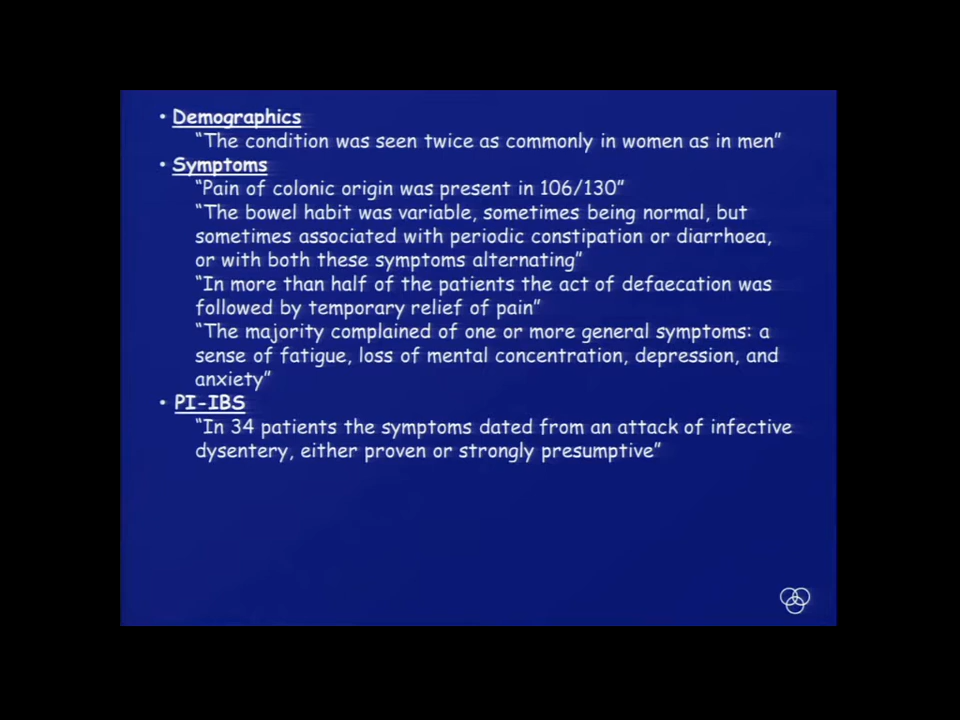 • Demographics
"The condition was seen twice as commonly in women as in men"
• Symptoms
"Pain of colonic origin was present in 106/130"
"The bowel habit was variable, sometimes being normal, but
sometimes associated with periodic constipation or diarrhoea,
or with both these symptoms alternating"
"In more than half of the patients the act of defaecation was
followed by temporary relief of pain"
"The majority complained of one or more general symptoms: a
sense of fatigue, loss of mental concentration, depression, and
anxiety"
• PI-IBS
"In 34 patients the symptoms dated from an attack of infective
dysentery, either proven or strongly presumptive"